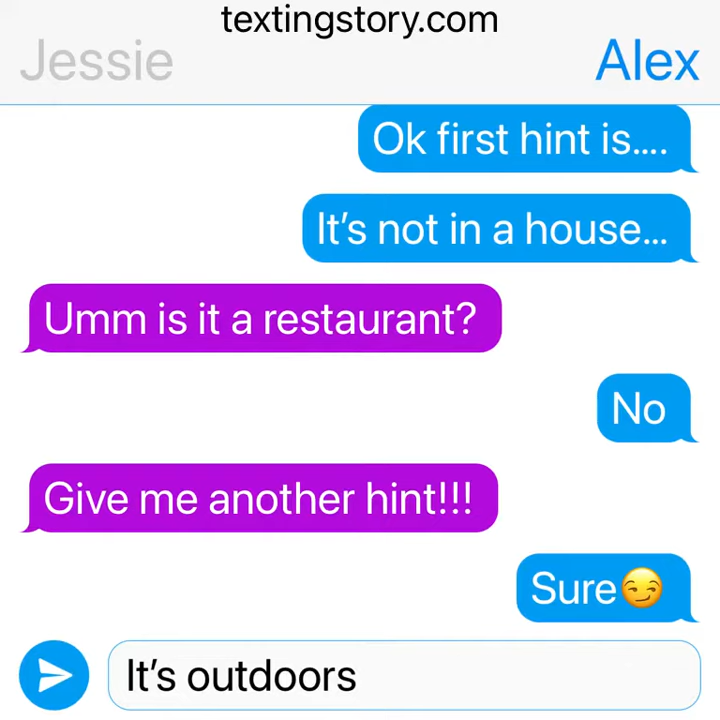 textingstory.com
Jessie
Alex
Ok first hint is....
It’s not in a house...
Umm is it a restaurant?
No
Give me another hint!!!
Sure😏
It’s outdoors